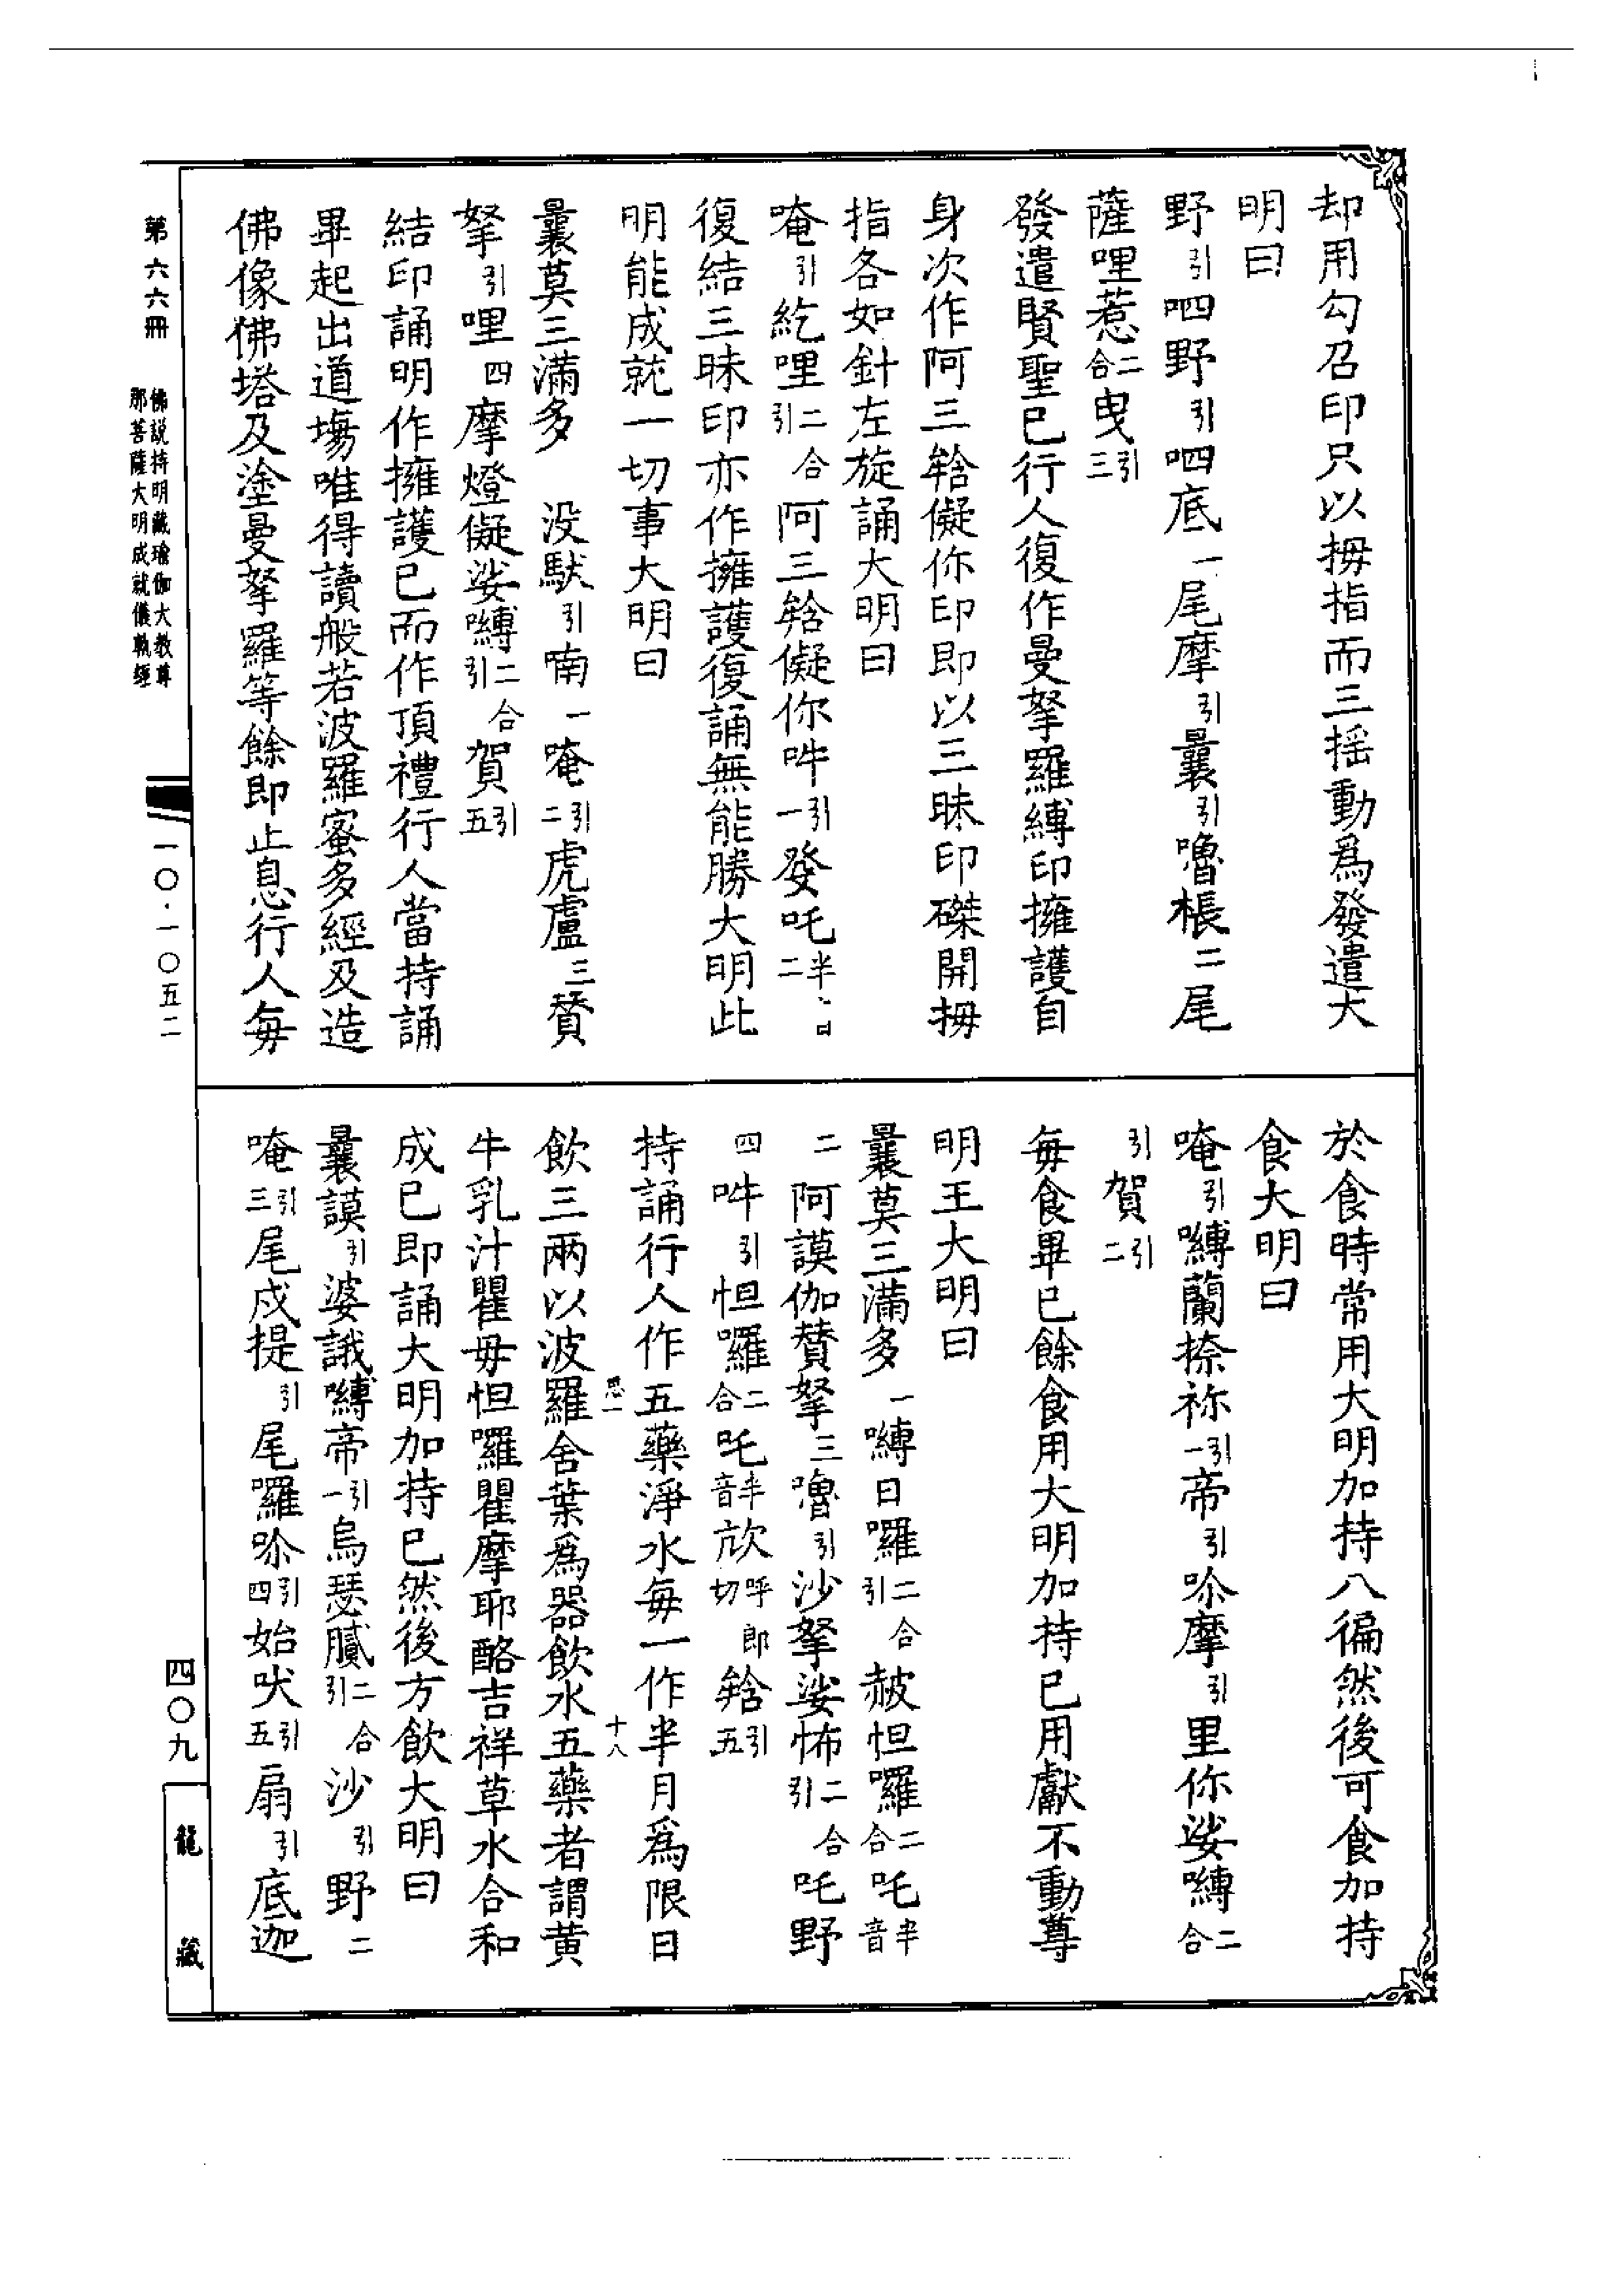 却用勾召印只以拇指而三摇動爲發遣大
明曰
野引呬野引呬底一尾摩引曩引嚕棖二尾
薩哩惹二合曳引三
發遣賢聖已行人復作曼拏羅縛印擁護自
身次作阿三𤚥儗你印即以三昧印磔開拇
指各如針左旋誦大明曰
唵引紇哩二合引阿三𤚥儗你吽引一發吒半音二
復結三昧印亦作擁護復誦無能勝大明此
明能成就一切事大明曰
曩莫三滿多 没馱引喃一唵引二虎盧三賛
拏引哩四摩燈儗娑嚩二合引賀引五
結印誦明作擁護已而作頂禮行人當持誦
畢起出道場唯得讀般若波羅蜜多經及造
佛像佛塔及塗曼拏羅等餘即止息行人每
於食時常用大明加持八徧然後可食加持
食大明曰
唵引嚩蘭捺祢引一帝引𠺁摩引里你娑嚩二合
引賀引二
每食畢已餘食用大明加持已用獻不動尊
明王大明曰
曩莫三滿多一嚩日囉二合引赧怛囉二合吒半音
二阿謨伽賛拏三嚕引沙拏娑怖二合引吒野
四吽引怛囉二合吒半音㰠呼郎切𤚥引五
持誦行人作五藥淨水每一作半月爲限日
飲三兩以波羅舍葉爲器飲水五藥者謂黄
牛乳汁瞿毋怛囉瞿摩耶酪吉祥草水合和
成已即誦大明加持已然後方飲大明曰
曩謨引婆誐嚩帝引一烏瑟膩二合引沙引野二
唵引三尾戍提引尾囉𠺁引四始吠引五扇引底迦
恩一
十八
第六六冊
佛説持明藏瑜伽大教尊
那菩薩大明成就儀軌經
一〇·一〇五二
四〇九
龍藏